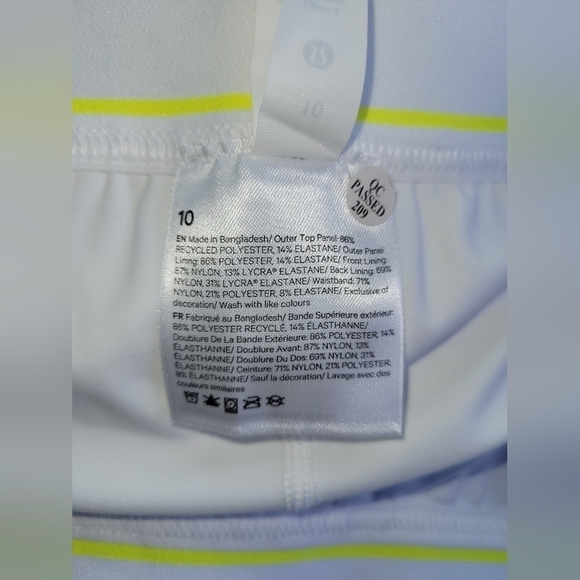 10
QC
PASSED
209
10
EN Made in Bangladesh/ Outer Top Panel: 86%
RECYCLED POLYESTER, 14% ELASTANE/ Outer Panel
Lining: 86% POLYESTER, 14% ELASTANE/ Front Lining:
87% NYLON, 13% LYCRA® ELASTANE/ Back Lining: 69%
NYLON, 31% LYCRA® ELASTANE/ Waistband: 71%
NYLON, 21% POLYESTER, 8% ELASTANE/ Exclusive of
decoration/ Wash with like colours
FR Fabriqué au Bangladesh/ Bande Supérieure extérieur:
86% POLYESTER RECYCLÉ, 14% ÉLASTHANNE/
Doublure De La Bande Extérieure: 86% POLYESTER, 14%
ÉLASTHANNE/ Doublure Avant: 87% NYLON, 13%
ÉLASTHANNE/ Doublure Du Dos: 69% NYLON, 31%
ÉLASTHANNE/ Ceinture: 71% NYLON, 21% POLYESTER,
8% ÉLASTHANNE/ Sauf la décoration/ Lavage avec des
couleurs similaires